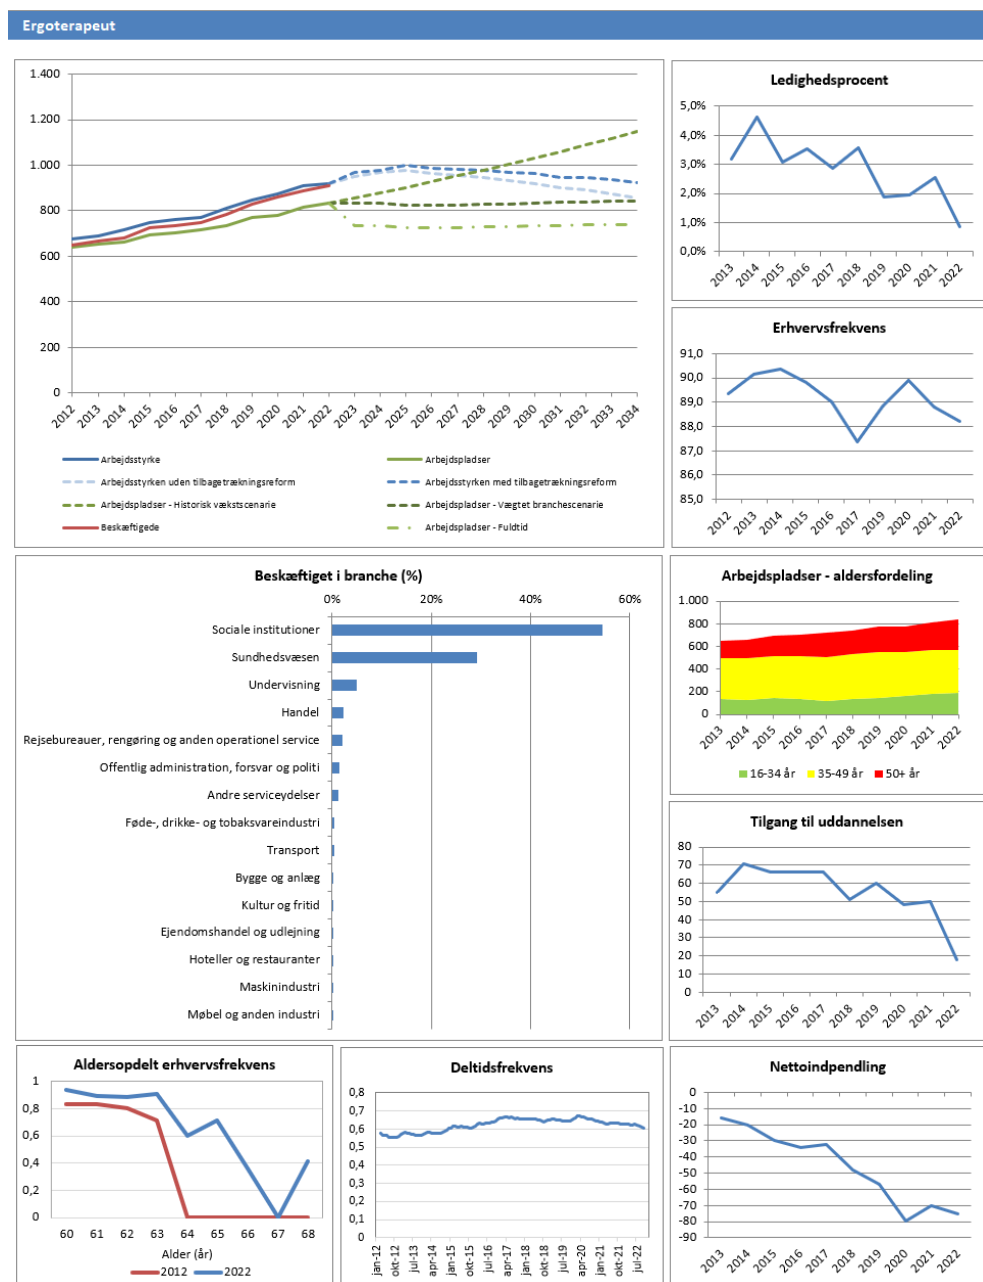 Ergoterapeut
1.400
1.200
1.000
800
600
400
200
0
2012 2013 2014 2015 2016 2017 2018 2019 2020 2021 2022 2023 2024 2025 2026 2027 2028 2029 2030 2031 2032 2033 2034
Arbejdsstyrke
Arbejdspladser
Arbejdsstyrken uden tilbagetrækningsreform
Arbejdsstyrken med tilbagetrækningsreform
Arbejdspladser - Historisk vækstscenarie
Arbejdspladser - Vægtet branchescenarie
Beskæftigede
Arbejdspladser - Fuldtid
Ledighedsprocent
5,0%
4,0%
3,0%
2,0%
1,0%
0,0%
2013 2014 2015 2016 2017 2018 2019 2020 2021 2022
Erhvervsfrekvens
91,0
90,0
89,0
88,0
87,0
86,0
85,0
2012 2013 2014 2015 2016 2017 2018 2019 2020 2021 2022
Beskæftiget i branche (%)
0% 20% 40% 60%
Sociale institutioner
Sundhedsvæsen
Undervisning
Handel
Rejsebureauer, rengøring og anden operationel service
Offentlig administration, forsvar og politi
Andre serviceydelser
Føde-, drikke- og tobaksvareindustri
Transport
Bygge og anlæg
Kultur og fritid
Ejendomshandel og udlejning
Hoteller og restauranter
Maskinindustri
Møbel og anden industri
Arbejdspladser - aldersfordeling
1.000
800
600
400
200
0
2013 2014 2015 2016 2017 2018 2019 2020 2021 2022
16-34 år 35-49 år 50+ år
Tilgang til uddannelsen
80
70
60
50
40
30
20
10
0
2013 2014 2015 2016 2017 2018 2019 2020 2021 2022
Aldersopdelt erhvervsfrekvens
1
0,8
0,6
0,4
0,2
0
60 61 62 63 64 65 66 67 68
Alder (år)
2012 2022
Deltidsfrekvens
0,8
0,7
0,6
0,5
0,4
0,3
0,2
0,1
0
jan-12 okt-12 jul-13 apr-14 jan-15 okt-15 jul-16 apr-17 jan-18 okt-18 jul-19 apr-20 jan-21 okt-21 jul-22
Nettoindpendling
0
-10
-20
-30
-40
-50
-60
-70
-80
-90
2013 2014 2015 2016 2017 2018 2019 2020 2021 2022